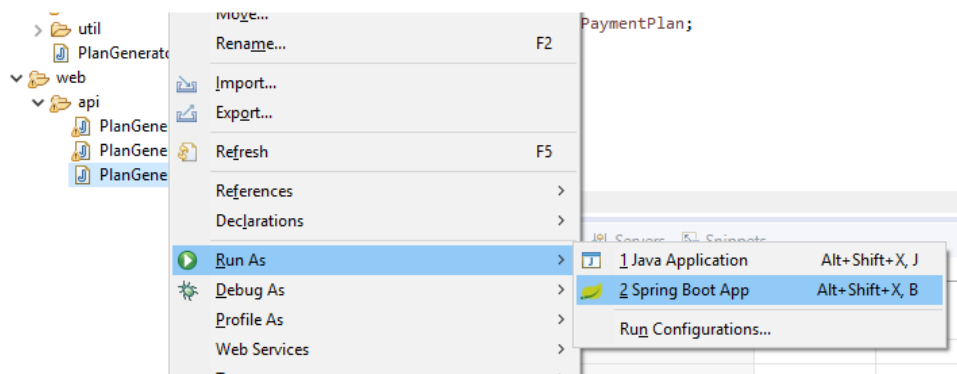 Move...
PaymentPlan;
util
Rename... F2
PlanGenerato
web
Import...
api
Export...
PlanGene
PlanGene
Refresh F5
PlanGene
References
Declarations
Servers Snippets
Run As
1 Java Application Alt+Shift+X, J
Debug As
2 Spring Boot App Alt+Shift+X, B
Profile As
Run Configurations...
Web Services